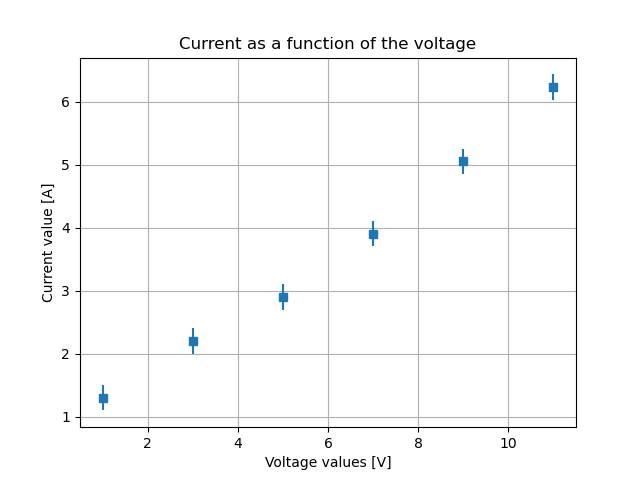 Current as a function of the voltage
6
5
4
3
2
1
Current value [A]
2 4 6 8 10
Voltage values [V]